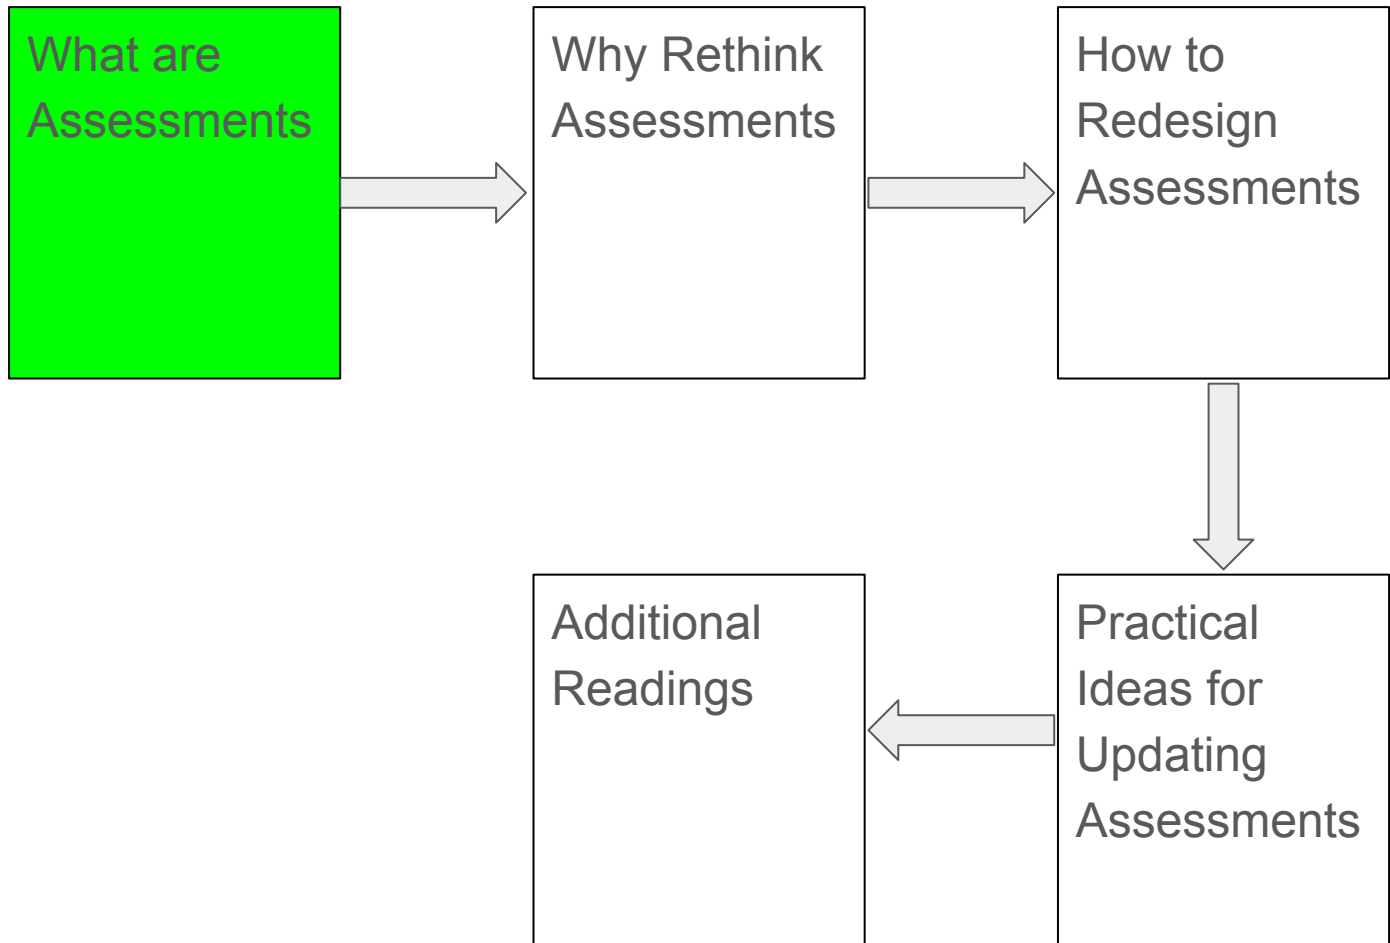 What are
Assessments
Why Rethink
Assessments
How to
Redesign
Assessments
Practical
Ideas for
Updating
Assessments
Additional
Readings